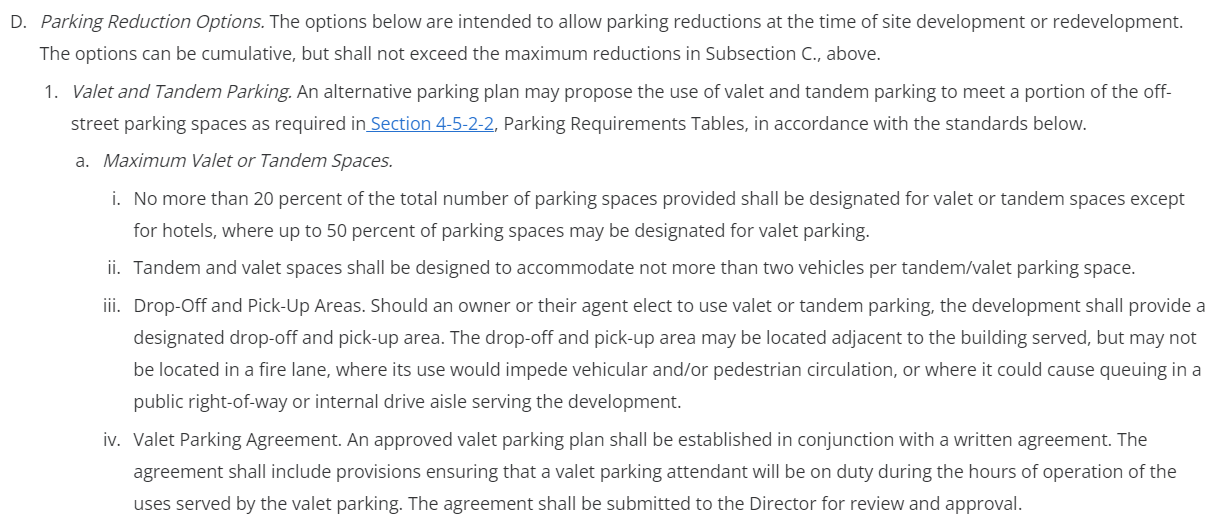 D. Parking Reduction Options. The options below are intended to allow parking reductions at the time of site development or redevelopment.
The options can be cumulative, but shall not exceed the maximum reductions in Subsection C., above.
1. Valet and Tandem Parking. An alternative parking plan may propose the use of valet and tandem parking to meet a portion of the off-
street parking spaces as required in Section 4-5-2-2, Parking Requirements Tables, in accordance with the standards below.
a. Maximum Valet or Tandem Spaces.
i. No more than 20 percent of the total number of parking spaces provided shall be designated for valet or tandem spaces except
for hotels, where up to 50 percent of parking spaces may be designated for valet parking.
ii. Tandem and valet spaces shall be designed to accommodate not more than two vehicles per tandem/valet parking space.
iii. Drop-Off and Pick-Up Areas. Should an owner or their agent elect to use valet or tandem parking, the development shall provide a
designated drop-off and pick-up area. The drop-off and pick-up area may be located adjacent to the building served, but may not
be located in a fire lane, where its use would impede vehicular and/or pedestrian circulation, or where it could cause queuing in a
public right-of-way or internal drive aisle serving the development.
iv. Valet Parking Agreement. An approved valet parking plan shall be established in conjunction with a written agreement. The
agreement shall include provisions ensuring that a valet parking attendant will be on duty during the hours of operation of the
uses served by the valet parking. The agreement shall be submitted to the Director for review and approval.